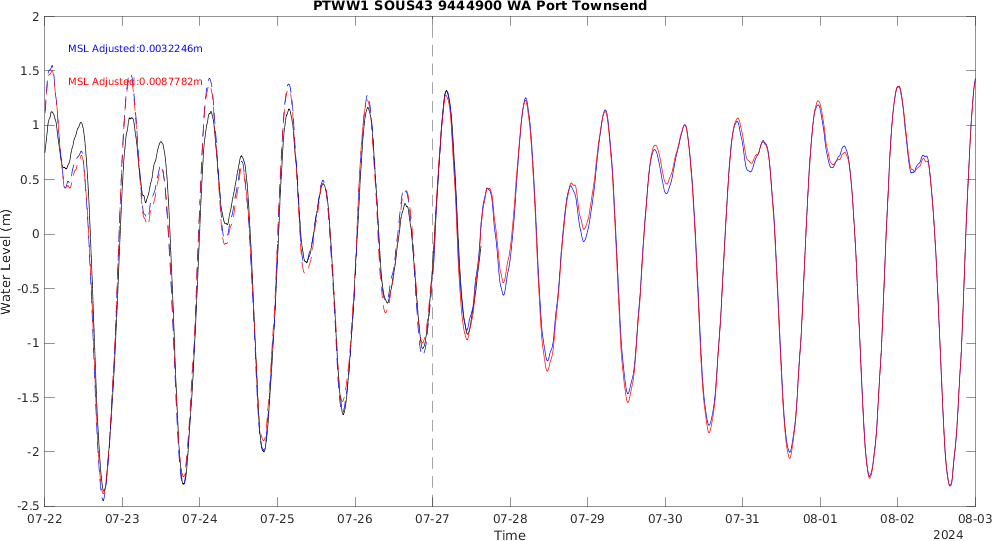 PTWW1 SOUS43 9444900 WA Port Townsend
MSL Adjusted:0.0032246m
MSL Adjusted:0.0087782m
Water Level (m)
2
1.5
1
0.5
0
-0.5
-1
-1.5
-2
-2.5
07-22 07-23 07-24 07-25 07-26 07-27 07-28 07-29 07-30 07-31 08-01 08-02 08-03
Time
2024